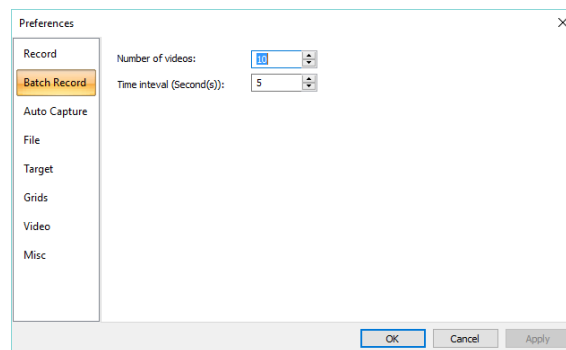 Preferences
Record
Batch Record
Auto Capture
File
Target
Grids
Video
Misc
Number of videos: 10
Time inteval (Second(s)): 5
OK Cancel Apply